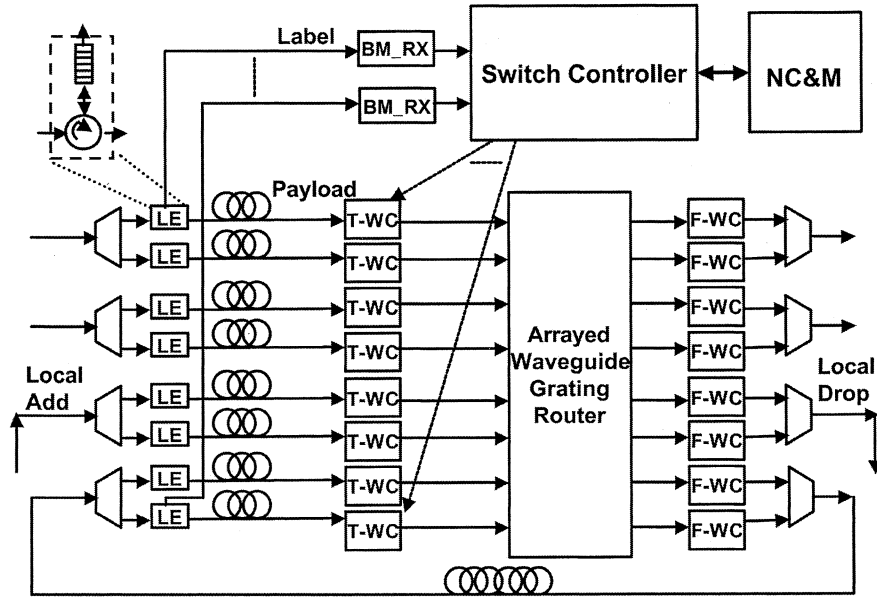 Label
BM_RX
BM_RX
Switch Controller
NC&M
Payload
LE
LE
LE
LE
LE
LE
LE
LE
T-WC
T-WC
T-WC
T-WC
T-WC
T-WC
T-WC
T-WC
Arrayed
Waveguide
Grating
Router
F-WC
F-WC
F-WC
F-WC
F-WC
F-WC
F-WC
F-WC
Local
Add
Local
Drop